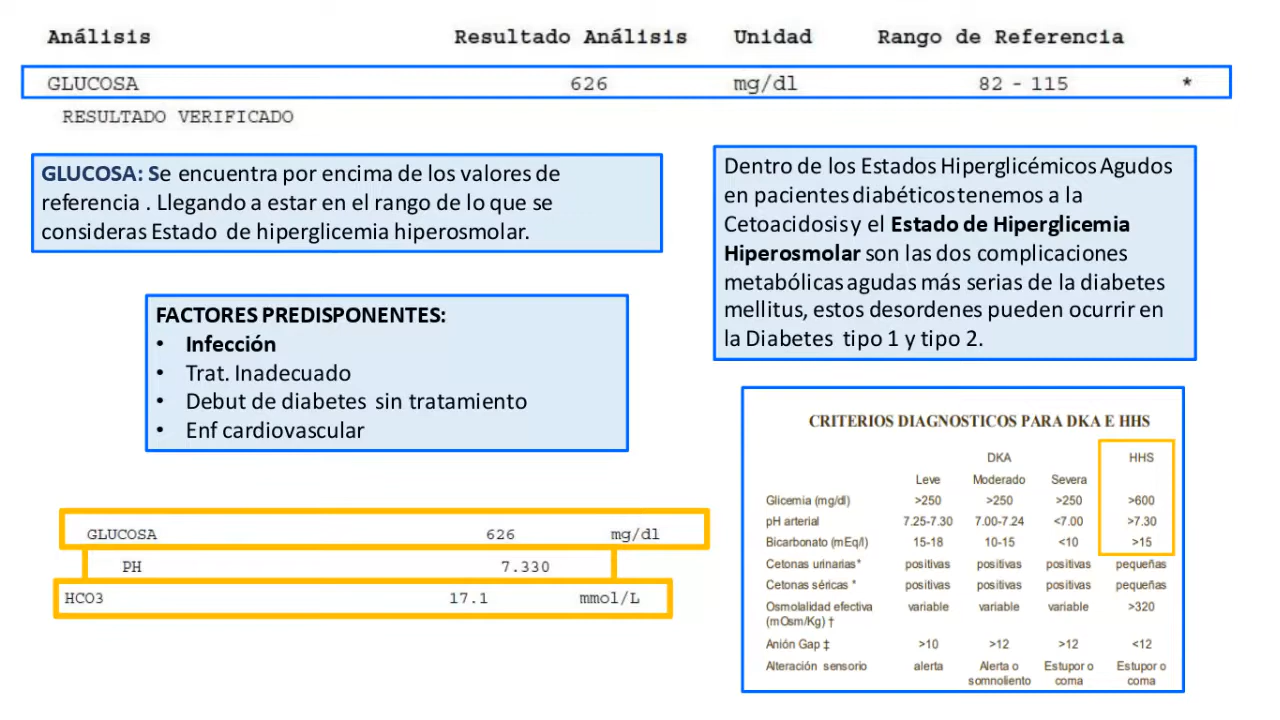 Análisis Resultado Análisis Unidad Rango de Referencia
GLUCOSA 626 mg/dl 82 - 115 *
RESULTADO VERIFICADO
GLUCOSA: Se encuentra por encima de los valores de
referencia . Llegando a estar en el rango de lo que se
consideras Estado de hiperglicemia hiperosmolar.
Dentro de los Estados Hiperglicémicos Agudos
en pacientes diabéticos tenemos a la
Cetoacidosis y el Estado de Hiperglicemia
Hiperosmolar son las dos complicaciones
metabólicas agudas más serias de la diabetes
mellitus, estos desordenes pueden ocurrir en
la Diabetes tipo 1 y tipo 2.
FACTORES PREDISPONENTES:
• Infección
• Trat. Inadecuado
• Debut de diabetes sin tratamiento
• Enf cardiovascular
GLUCOSA 626 mg/dl
PH 7.330
HCO3 17.1 mmol/L
CRITERIOS DIAGNOSTICOS PARA DKA E HHS
DKA HHS
Leve Moderado Severa
Glicemia (mg/dl) >250 >250 >250 >600
pH arterial 7.25-7.30 7.00-7.24 <7.00 >7.30
Bicarbonato (mEq/l) 15-18 10-15 <10 >15
Cetonas urinarias* positivas positivas positivas pequeñas
Cetonas séricas * positivas positivas positivas pequeñas
Osmolalidad efectiva variable variable variable >320
(mOsm/Kg) †
Anión Gap ‡ >10 >12 >12 <12
Alteración sensorio alerta Alerta o Estupor o Estupor o
somnoliento coma coma